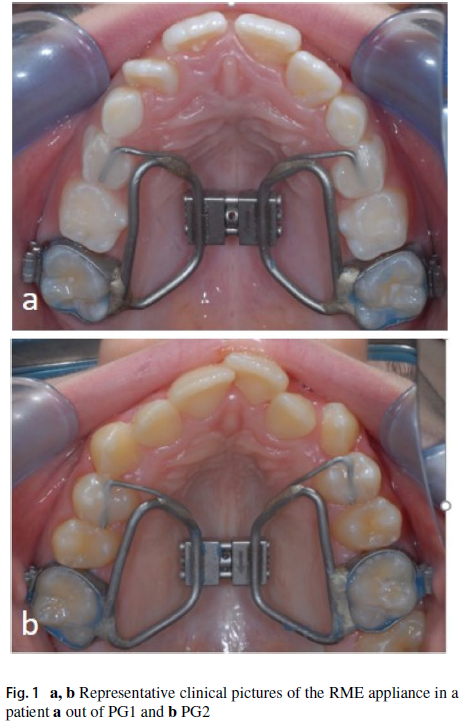 a
b
Fig. 1 a, b Representative clinical pictures of the RME appliance in a
patient a out of PG1 and b PG2